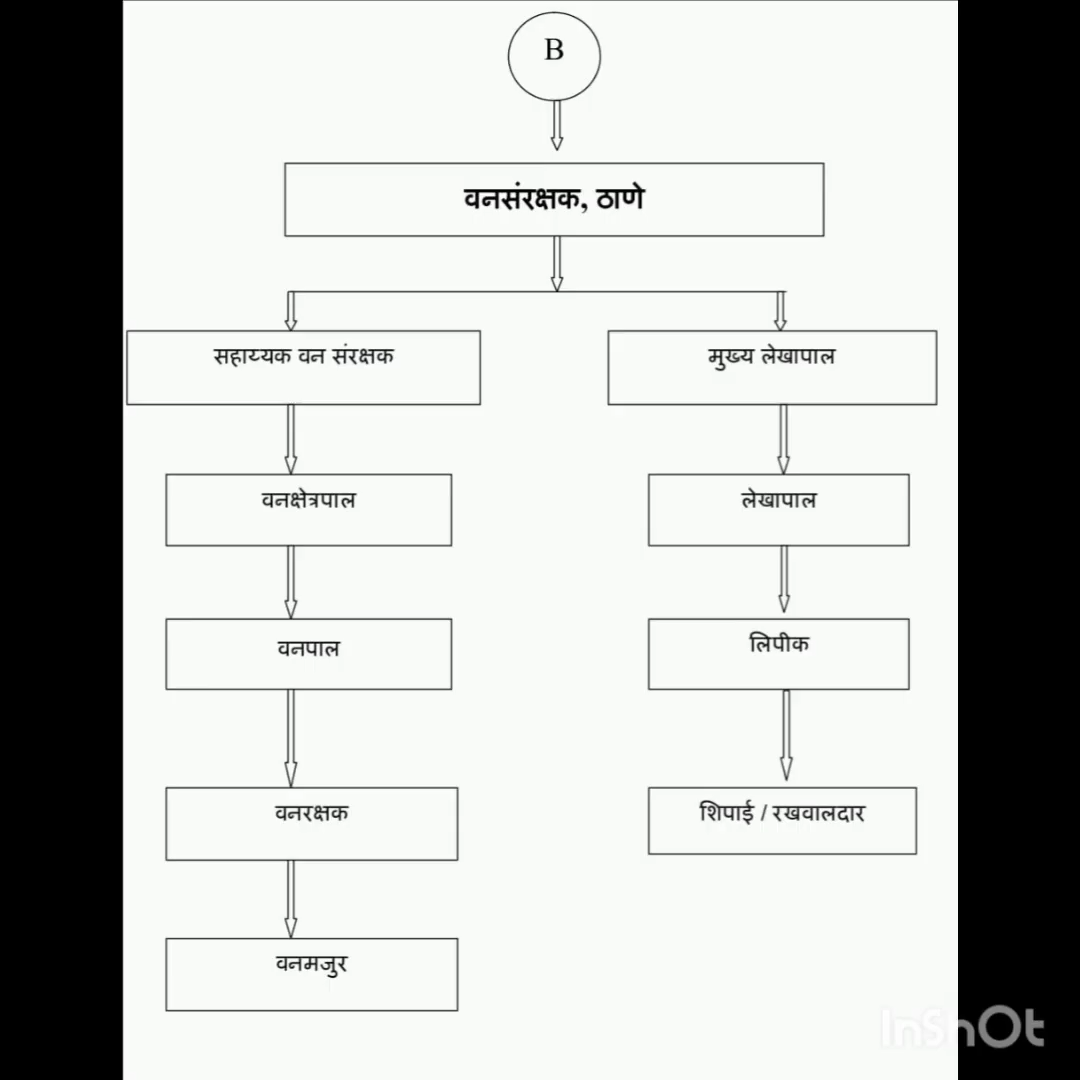 B
वनसंरक्षक, ठाणे
सहाय्यक वन संरक्षक
मुख्य लेखापाल
वनक्षेत्रपाल
लेखापाल
वनपाल
लिपीक
वनरक्षक
शिपाई / रखवालदार
वनमजुर
InShOt